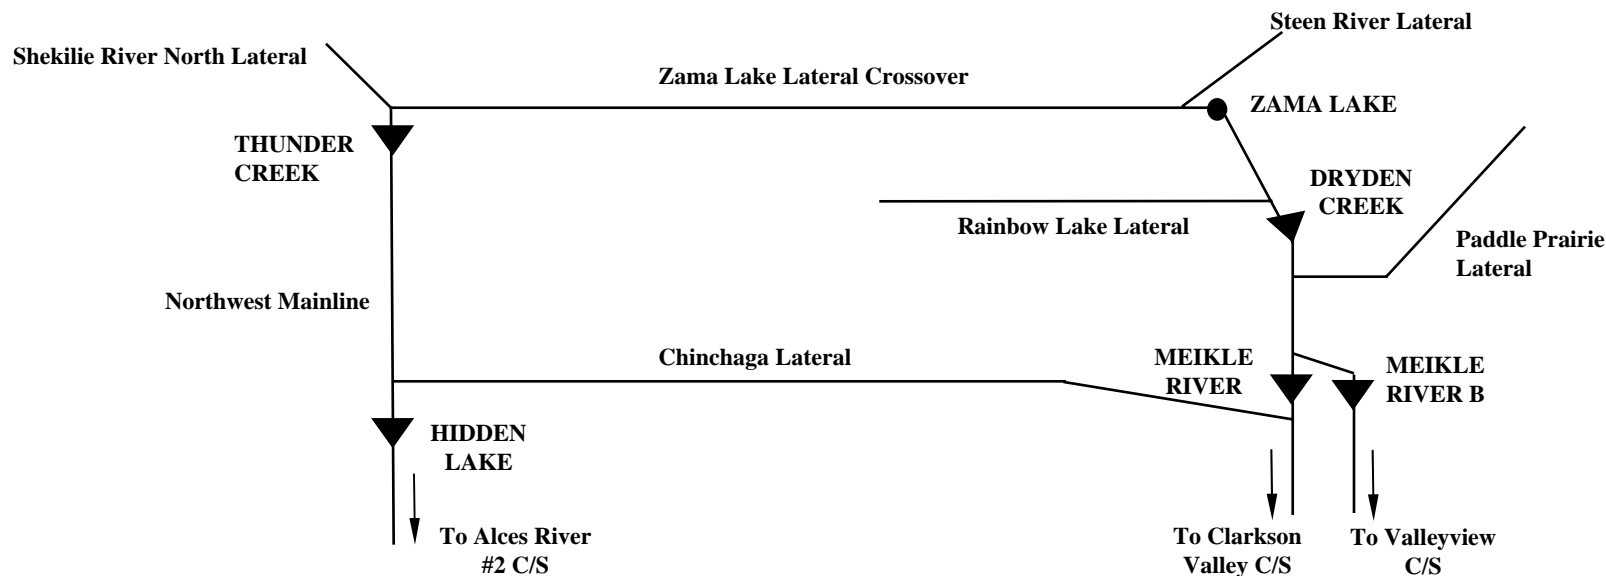 Steen River Lateral
Shekilie River North Lateral
Zama Lake Lateral Crossover
ZAMA LAKE
THUNDER
CREEK
DRYDEN
CREEK
Rainbow Lake Lateral
Paddle Prairie
Lateral
Northwest Mainline
Chinchaga Lateral
MEIKLE
RIVER
MEIKLE
RIVER B
HIDDEN
LAKE
To Alces River
#2 C/S
To Clarkson
Valley C/S
To Valleyview
C/S